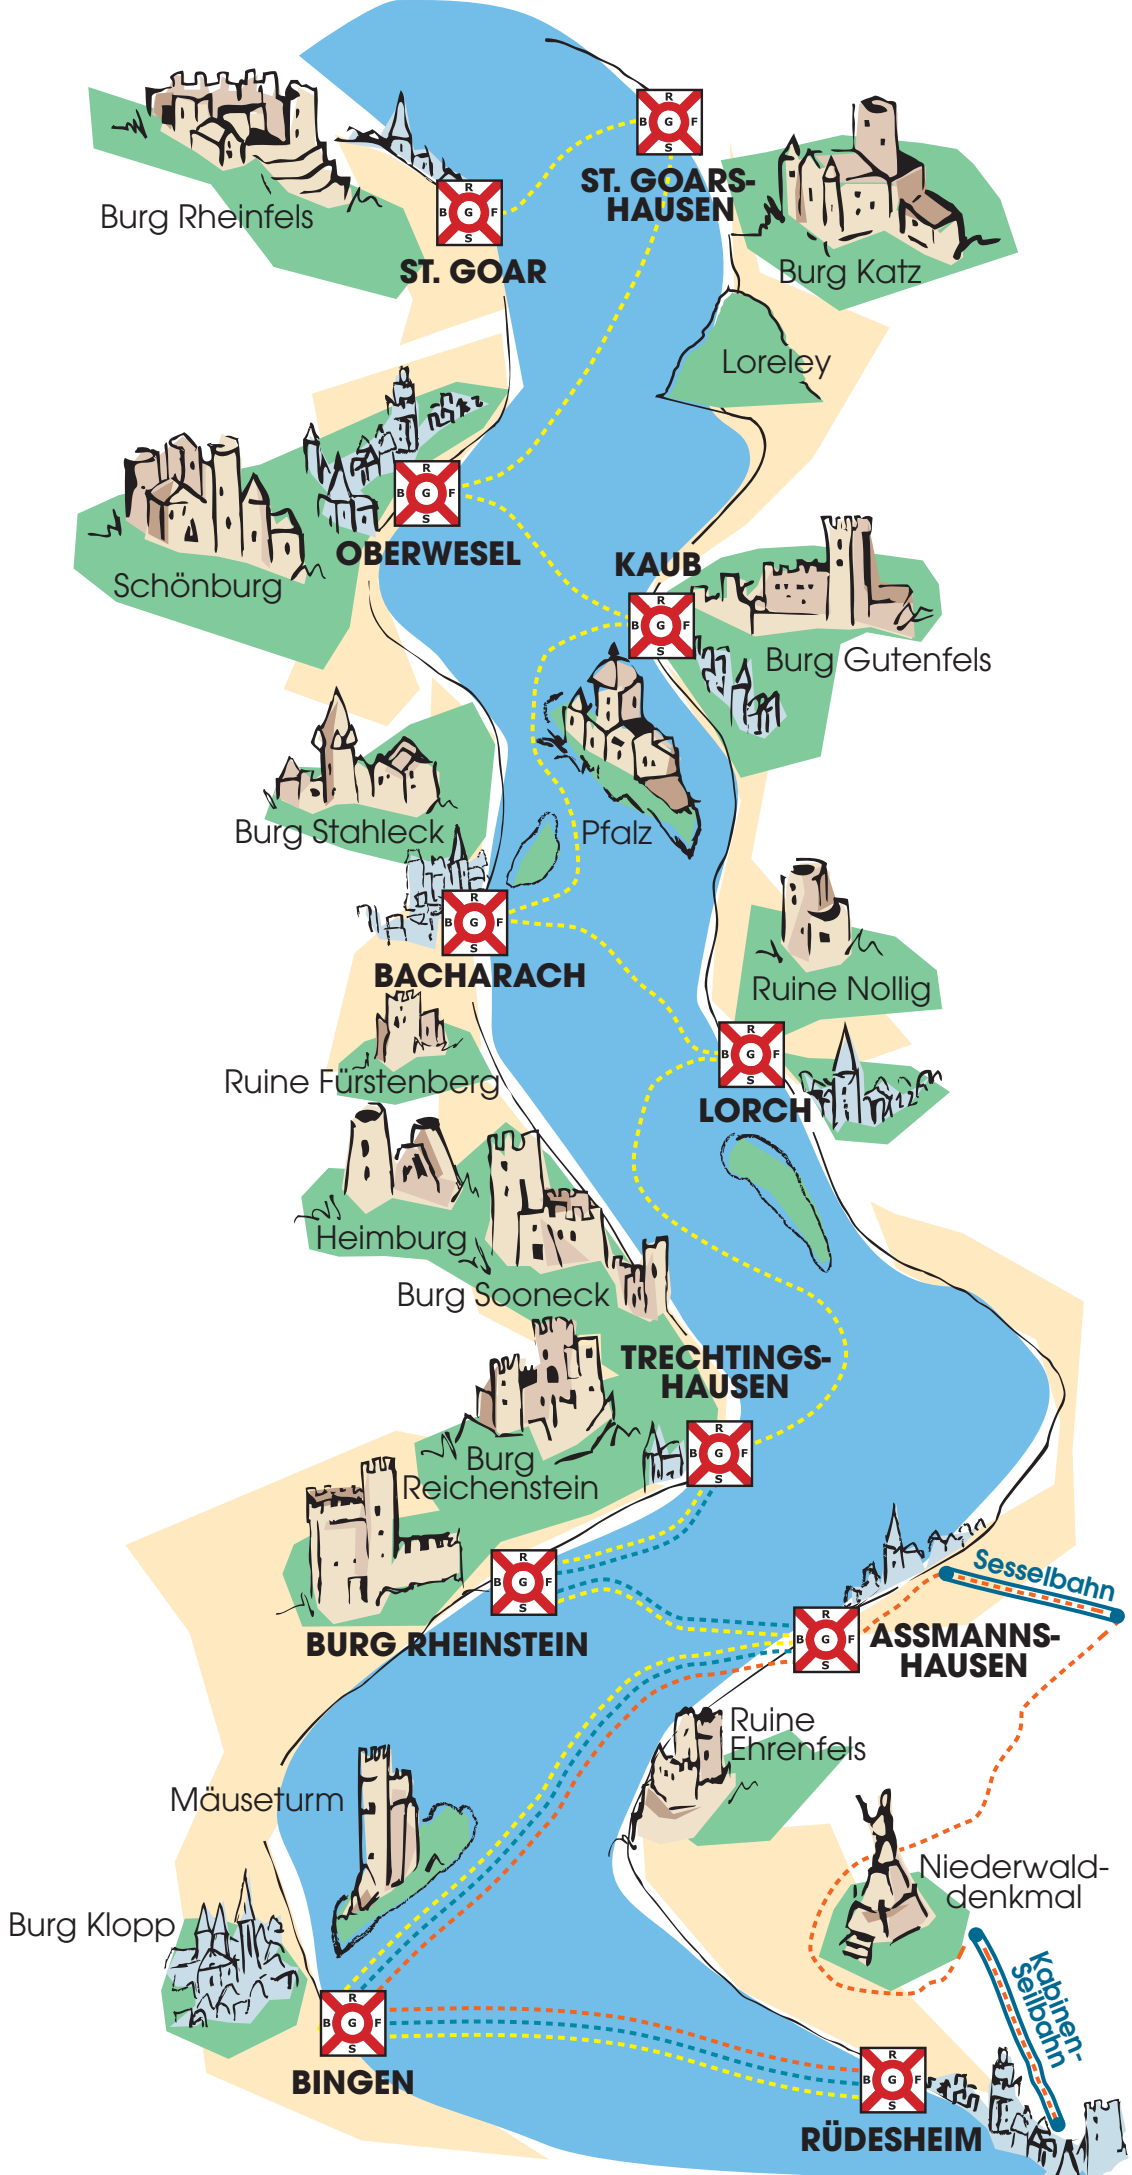 R
B G F
S
ST. GOARS-
HAUSEN
Burg Rheinfels
R
B G F
S
ST. GOAR
Burg Katz
Loreley
R
B G F
S
OBERWESEL
Schönburg
KAUB
R
B G F
S
Burg Gutenfels
Burg Stahleck
Pfalz
R
B G F
S
BACHARACH
Ruine Nollig
R
B G F
S
LORCH
Ruine Fürstenberg
Heimburg
Burg Sooneck
TRECHTINGS-
HAUSEN
R
B G F
S
Burg
Reichenstein
R
B G F
S
BURG RHEINSTEIN
Sesselbahn
R
B G F
S
ASSMANNS-
HAUSEN
Ruine
Ehrenfels
Mäuseturm
Niederwald-
denkmal
Burg Klopp
Kabinen-
Seilbahn
R
B G F
S
BINGEN
R
B G F
S
RÜDESHEIM